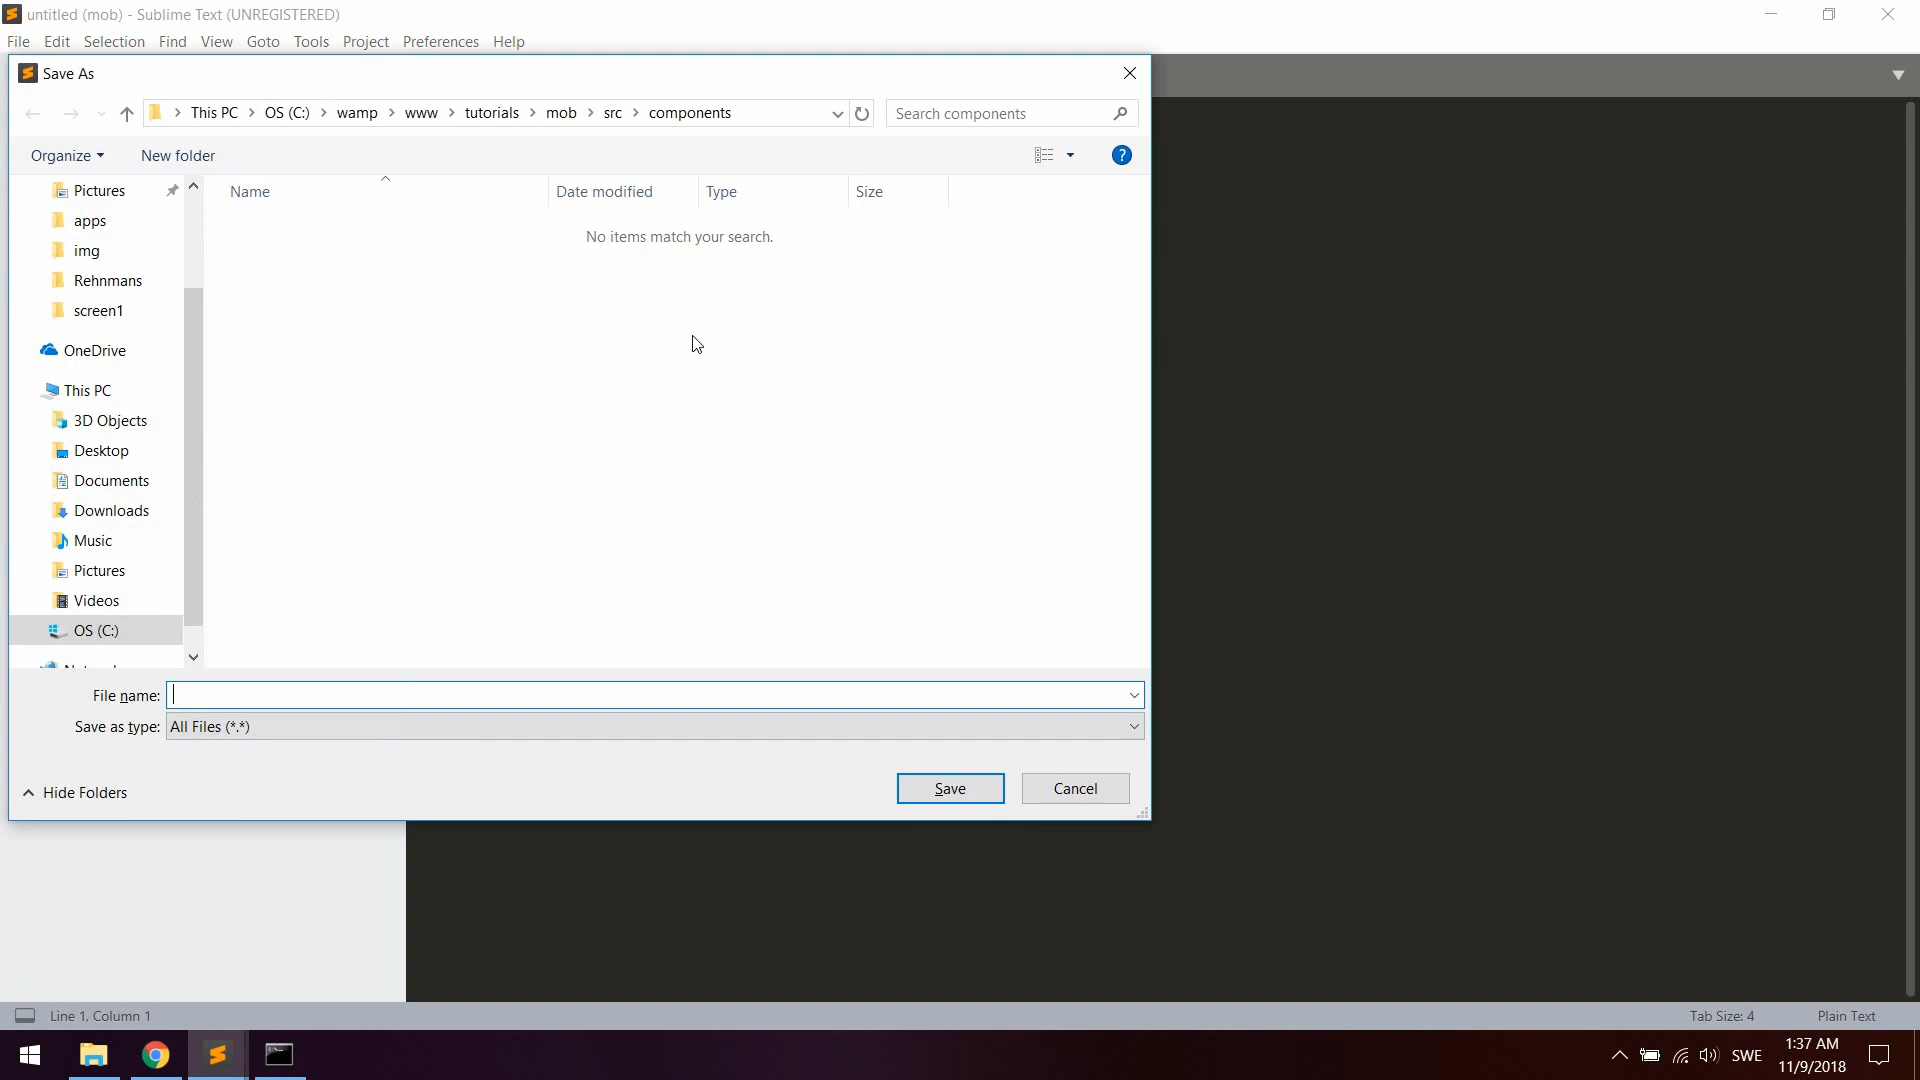 untitled (mob) - Sublime Text (UNREGISTERED)
File Edit Selection Find View Goto Tools Project Preferences Help
Save As
This PC > OS (C:) > wamp > www > tutorials > mob > src > components
Search components
Organize New folder
Name Date modified Type Size
No items match your search.
Pictures
apps
img
Rehnmans
screen1
OneDrive
This PC
3D Objects
Desktop
Documents
Downloads
Music
Pictures
Videos
OS (C:)
File name:
Save as type: All Files (*.*)
Hide Folders
Save Cancel
Line 1, Column 1
Tab Size: 4 Plain Text
SWE
1:37 AM
11/9/2018